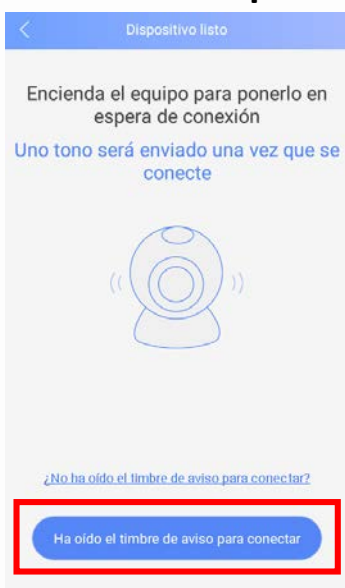 Dispositivo listo
Encienda el equipo para ponerlo en
espera de conexión
Uno tono será enviado una vez que se
conecte
¿No ha oído el timbre de aviso para conectar?
Ha oído el timbre de aviso para conectar